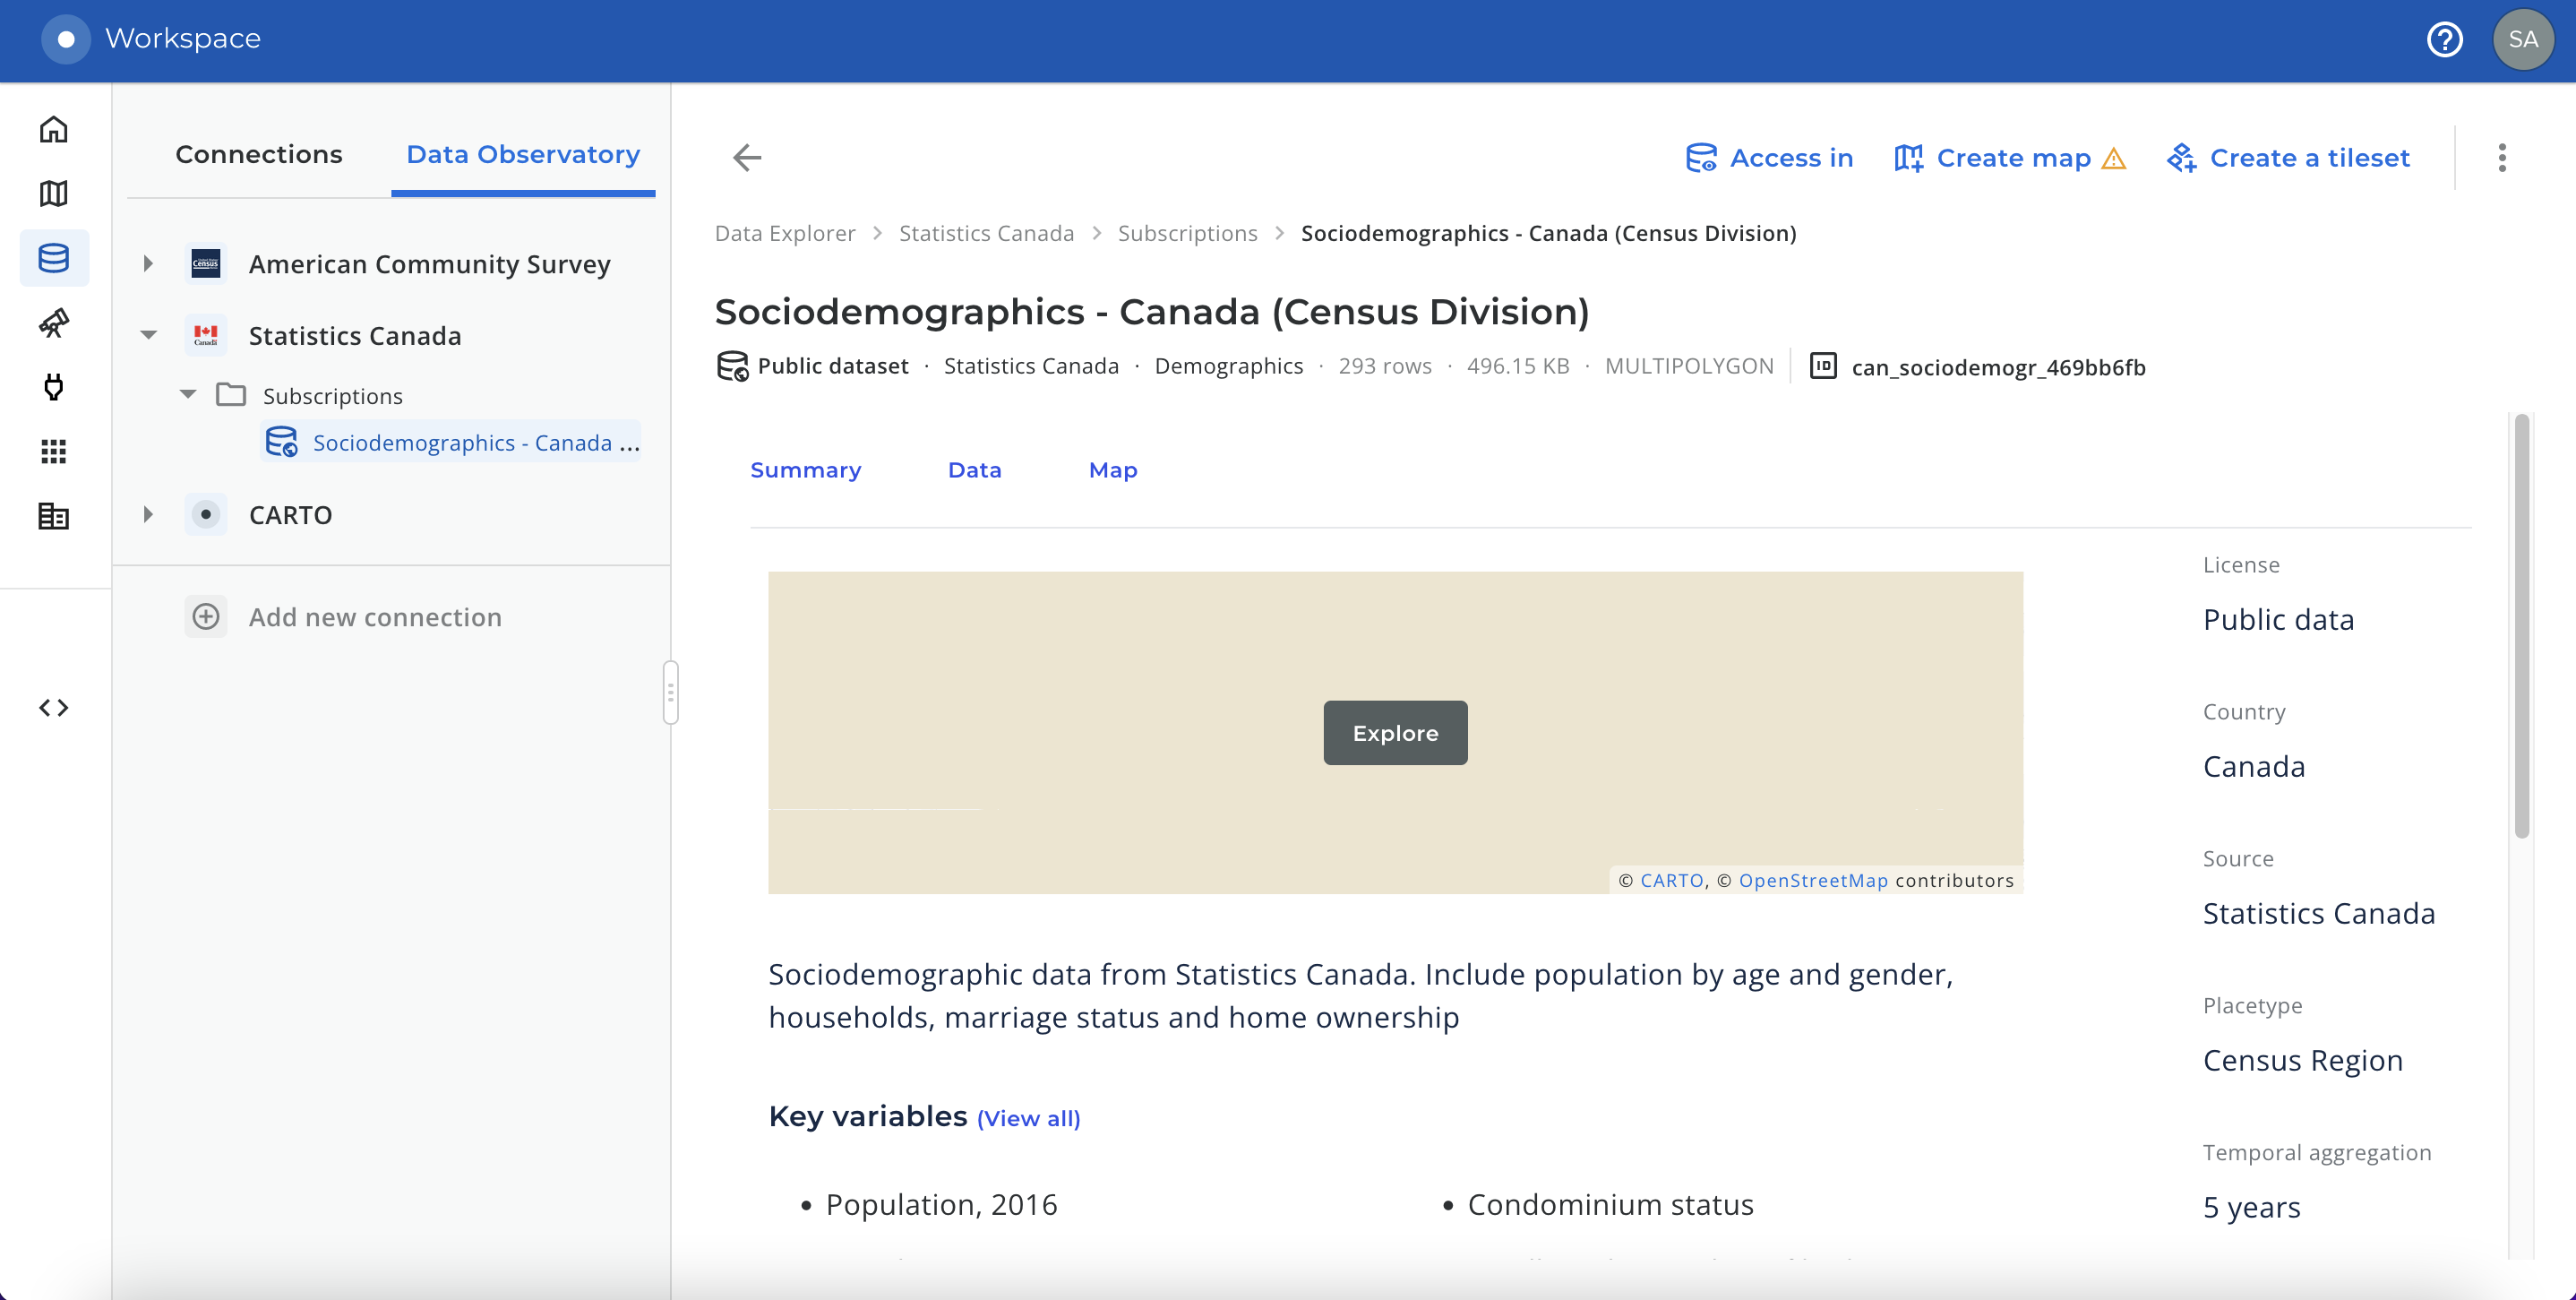 Workspace
SA
Connections
Data Observatory
American Community Survey
Statistics Canada
Subscriptions
Sociodemographics - Canada ...
CARTO
Add new connection
Access in
Create map
Create a tileset
Data Explorer > Statistics Canada > Subscriptions > Sociodemographics - Canada (Census Division)
Sociodemographics - Canada (Census Division)
Public dataset · Statistics Canada · Demographics · 293 rows · 496.15 KB · MULTIPOLYGON ID can_sociodemogr_469bb6fb
Summary
Data
Map
Explore
© CARTO, © OpenStreetMap contributors
Sociodemographic data from Statistics Canada. Include population by age and gender,
households, marriage status and home ownership
Key variables (View all)
• Population, 2016
• Condominium status
License
Public data
Country
Canada
Source
Statistics Canada
Placetype
Census Region
Temporal aggregation
5 years